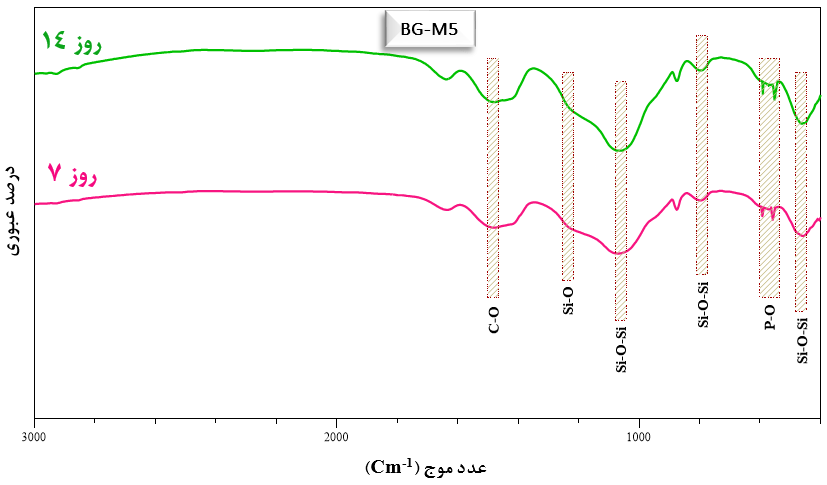 BG-M5
۱۴ روز
۷ روز
درصد عبوری
C-O
Si-O
Si-O-Si
Si-O-Si
P-O
Si-O-Si
3000
2000
1000
عدد موج (Cm-1)